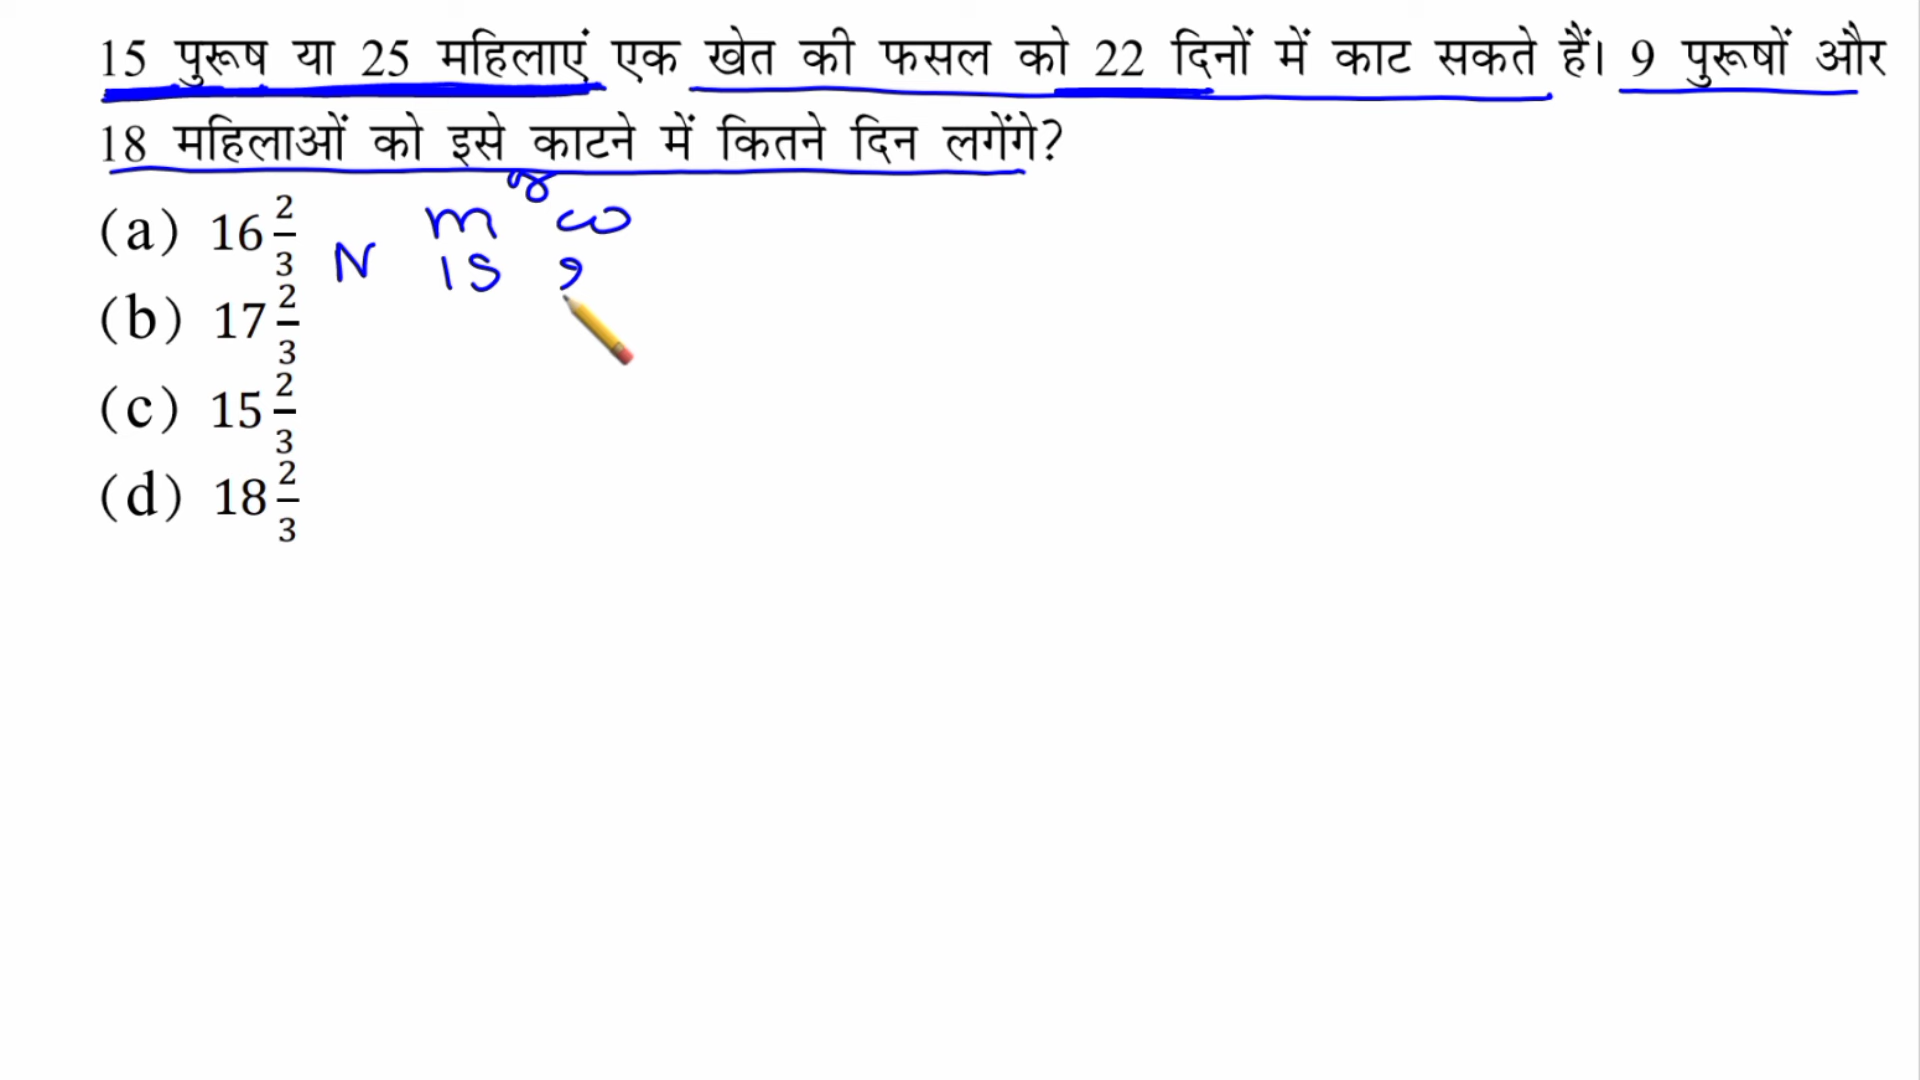 15 पुरूष या 25 महिलाएं एक खेत की फसल को 22 दिनों में काट सकते हैं। 9 पुरूषों और
18 महिलाओं को इसे काटने में कितने दिन लगेंगे?
(a) 16 2/3
(b) 17 2/3
(c) 15 2/3
(d) 18 2/3
m or w
N 15